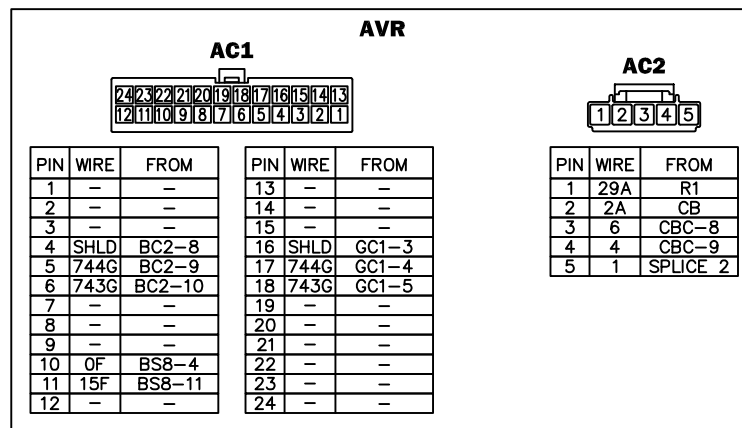 AVR
AC1
24 23 22 21 20 19 18 17 16 15 14 13
12 11 10 9 8 7 6 5 4 3 2 1
PIN WIRE FROM
1 – –
2 – –
3 – –
4 SHLD BC2–8
5 744G BC2–9
6 743G BC2–10
7 – –
8 – –
9 – –
10 0F BS8–4
11 15F BS8–11
12 – –
PIN WIRE FROM
13 – –
14 – –
15 – –
16 SHLD GC1–3
17 744G GC1–4
18 743G GC1–5
19 – –
20 – –
21 – –
22 – –
23 – –
24 – –
AC2
1 2 3 4 5
PIN WIRE FROM
1 29A R1
2 2A CB
3 6 CBC–8
4 4 CBC–9
5 1 SPLICE 2